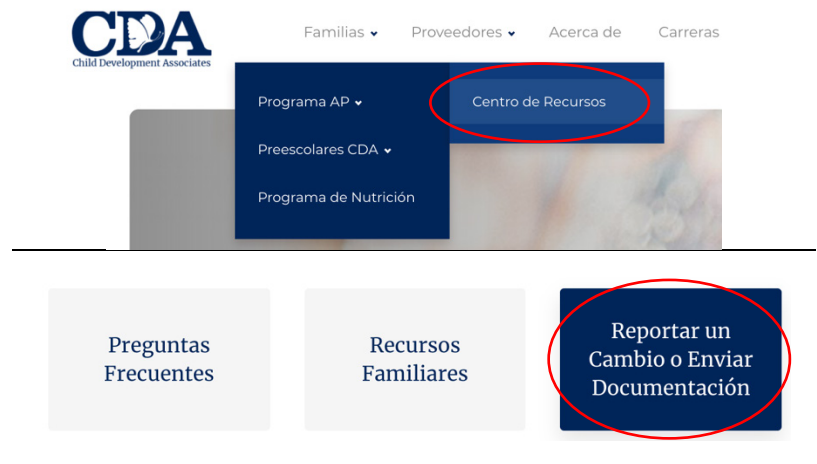 CDA
Child Development Associates
Familias Proveedores Acerca de Carreras
Programa AP
Centro de Recursos
Preescolares CDA
Programa de Nutrición
Preguntas
Frecuentes
Recursos
Familiares
Reportar un
Cambio o Enviar
Documentación